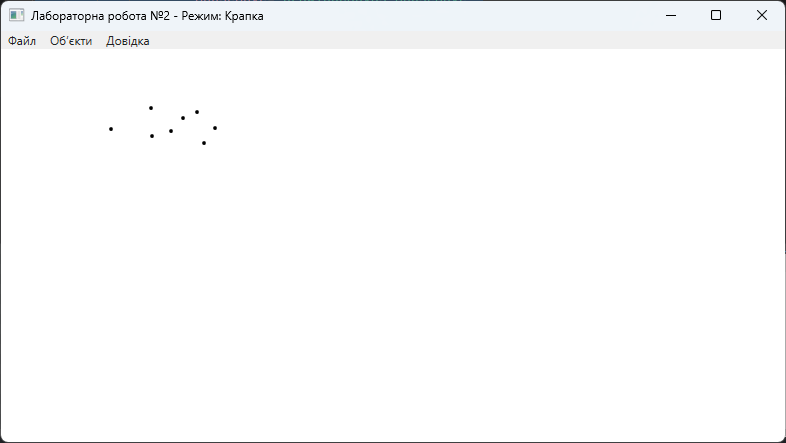 Лабораторна робота №2 - Режим: Крапка
Файл Об'єкти Довідка